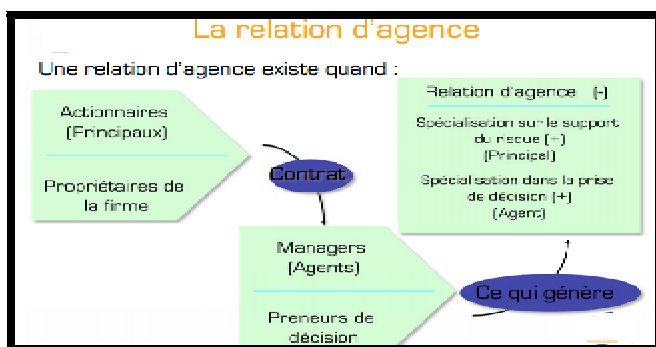 La relation d'agence
Une relation d'agence existe quand :
Actionnaires
(Principaux)
Propriétaires de
la firme
Contrat
Managers
(Agents)
Preneurs de
décision
Ce qui génère
Relation d'agence (-)
Spécialisation sur le support
du risque (+)
(Principal)
Spécialisation dans la prise
de décision (+)
(Agent)